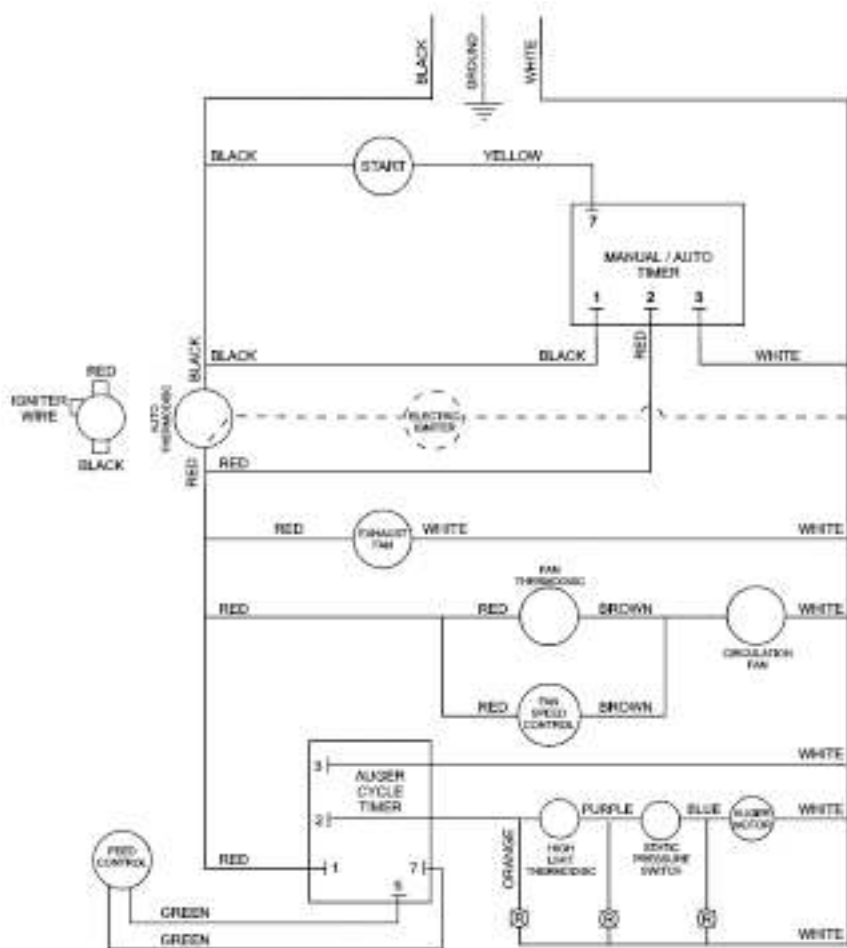 BLACK
GROUND
WHITE
BLACK
START
YELLOW
7
MANUAL / AUTO
TIMER
1
2
3
BLACK
BLACK
BLACK
RED
WHITE
RED
IGNITER
WIRE
BLACK
AUTO
THERMODISC
ELECTRIC
IGNITER
RED
RED
RED
EXHAUST
FAN
WHITE
WHITE
FAN
THERMODISC
RED
RED
BROWN
CIRCULATION
FAN
WHITE
RED
FAN
SPEED
CONTROL
BROWN
WHITE
3
AUGER
CYCLE
TIMER
2
1
7
HIGH
LIMIT
THERMODISC
PURPLE
STATIC
PRESSURE
SWITCH
BLUE
AUGER
MOTOR
WHITE
ORANGE
FEED
CONTROL
RED
GREEN
GREEN
R
R
R
WHITE